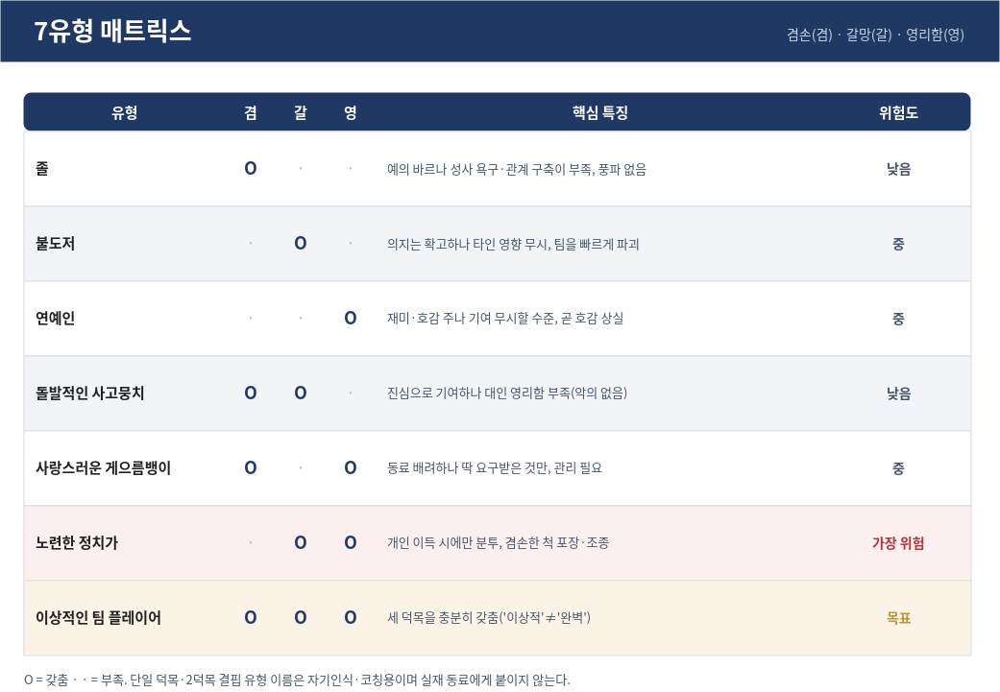 7유형 매트릭스
겸손(겸) · 갈망(갈) · 영리함(영)
유형 겸 갈 영 핵심 특징 위험도
졸 O · · 예의 바르나 성사 욕구·관계 구축이 부족, 풍파 없음 낮음
불도저 · O · 의지는 확고하나 타인 영향 무시, 팀을 빠르게 파괴 중
연예인 · · O 재미·호감 주나 기여 무시할 수준, 곧 호감 상실 중
돌발적인 사고뭉치 O O · 진심으로 기여하나 대인 영리함 부족(악의 없음) 낮음
사랑스러운 게으름뱅이 O · O 동료 배려하나 딱 요구받은 것만, 관리 필요 중
노련한 정치가 · O O 개인 이득 시에만 분투, 겸손한 척 포장·조종 가장 위험
이상적인 팀 플레이어 O O O 세 덕목을 충분히 갖춤('이상적'≠'완벽') 목표
O = 갖춤 · · = 부족. 단일 덕목·2덕목 결핍 유형 이름은 자기인식·코칭용이며 실재 동료에게 붙이지 않는다.